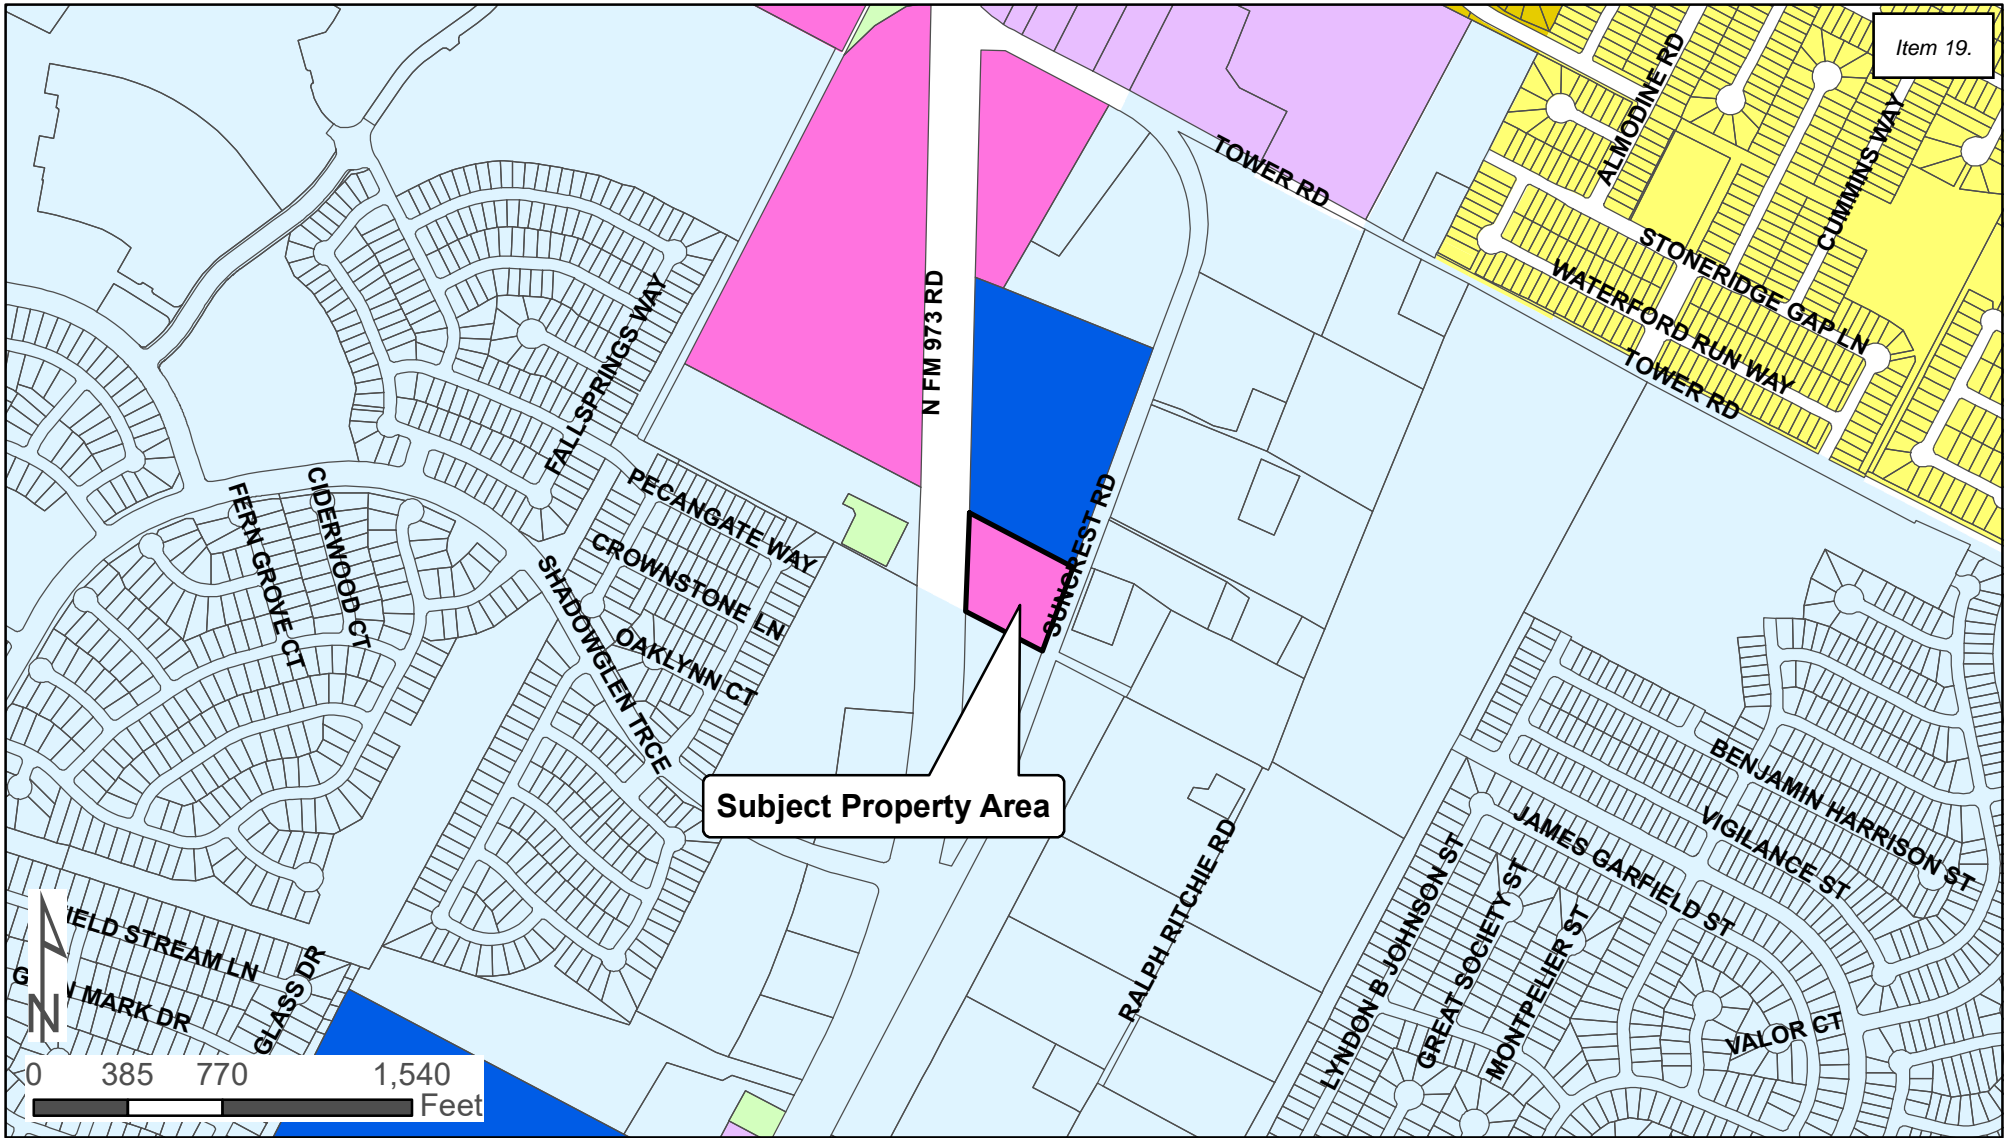 Item 19.
ALMODINE RD
CUMMINS WAY
TOWER RD
STONERIDGE GAP LN
WATERFORD RUN WAY
TOWER RD
N FM 973 RD
FALLSPRINGS WAY
PECANGATE WAY
CROWNSTONE LN
OAKLYNN CT
SHADOWGLEN TRCE
CIDERWOOD CT
FERN GROVE CT
SUNCREST RD
Subject Property Area
RALPH RITCHIE RD
BENJAMIN HARRISON ST
VIGILANCE ST
JAMES GARFIELD ST
LYNDON B JOHNSON ST
GREAT SOCIETY ST
MONTPELIER ST
VALOR CT
IELD STREAM LN
MARK DR
GLASS DR
N
0 385 770 1,540
Feet